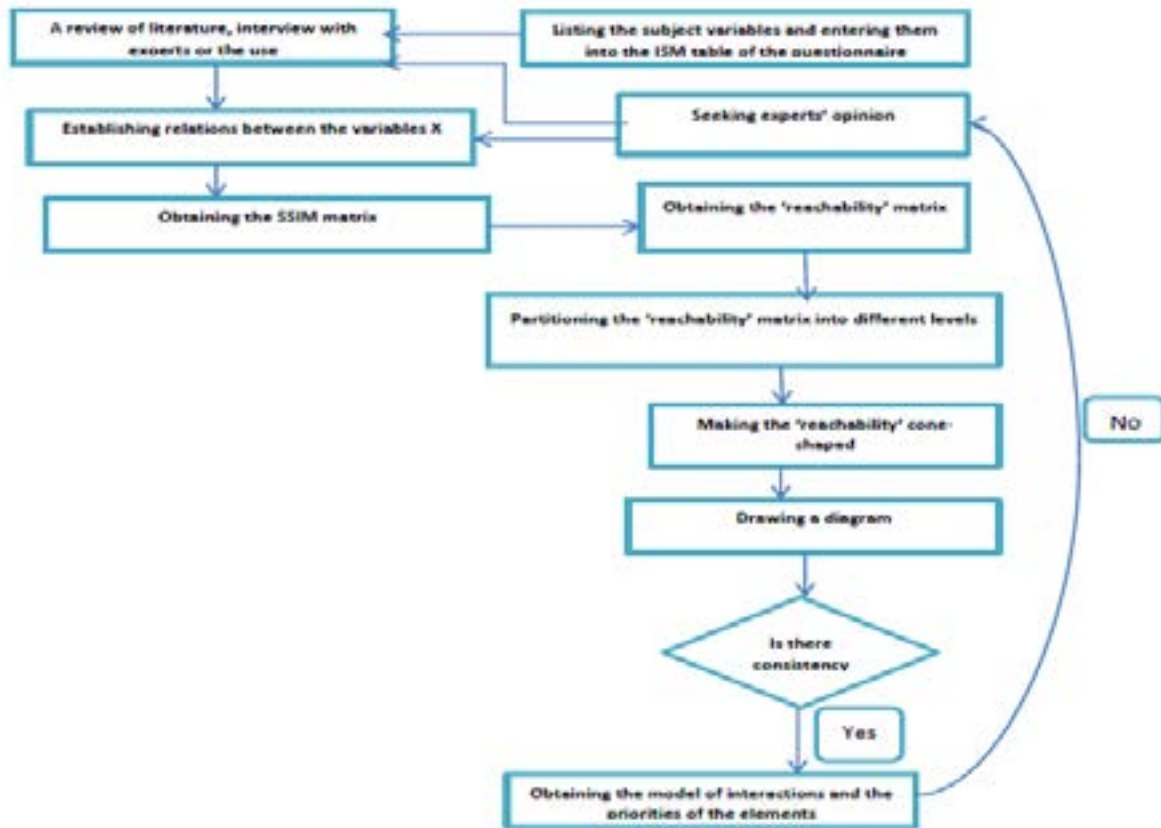 A review of literature, interview with
experts or the use
Listing the subject variables and entering them
into the ISM table of the questionnaire
Seeking experts' opinion
Establishing relations between the variables X
Obtaining the SSIM matrix
Obtaining the 'reachability' matrix
Partitioning the 'reachability' matrix into different levels
Making the 'reachability' cone-
shaped
No
Drawing a diagram
Is there
consistency
Yes
Obtaining the model of interactions and the
priorities of the elements